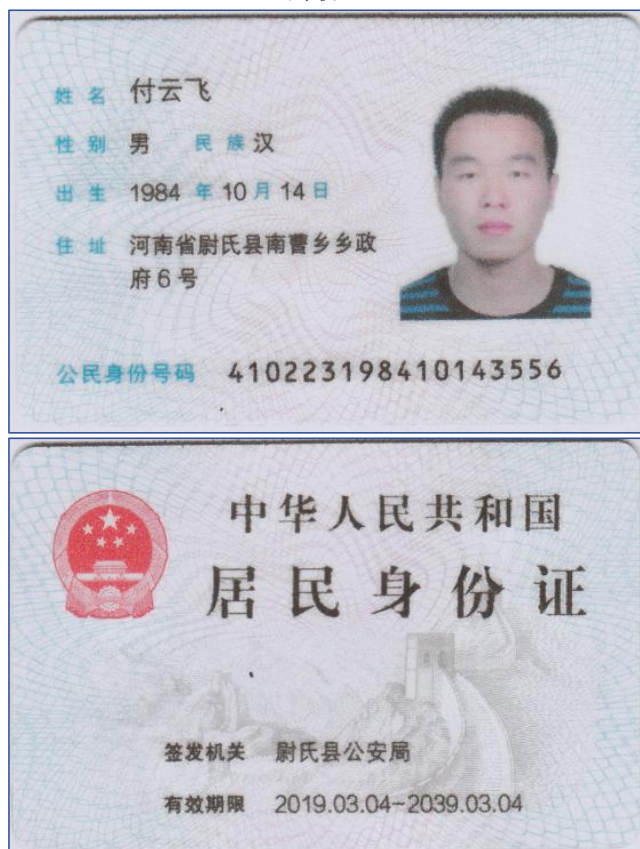 姓名 付云飞
性别 男 民族 汉
出生 1984 年 10 月 14 日
住址 河南省尉氏县南曹乡乡政
府6号
公民身份号码 410223198410143556
中华人民共和国
居民身份证
签发机关 尉氏县公安局
有效期限 2019.03.04-2039.03.04